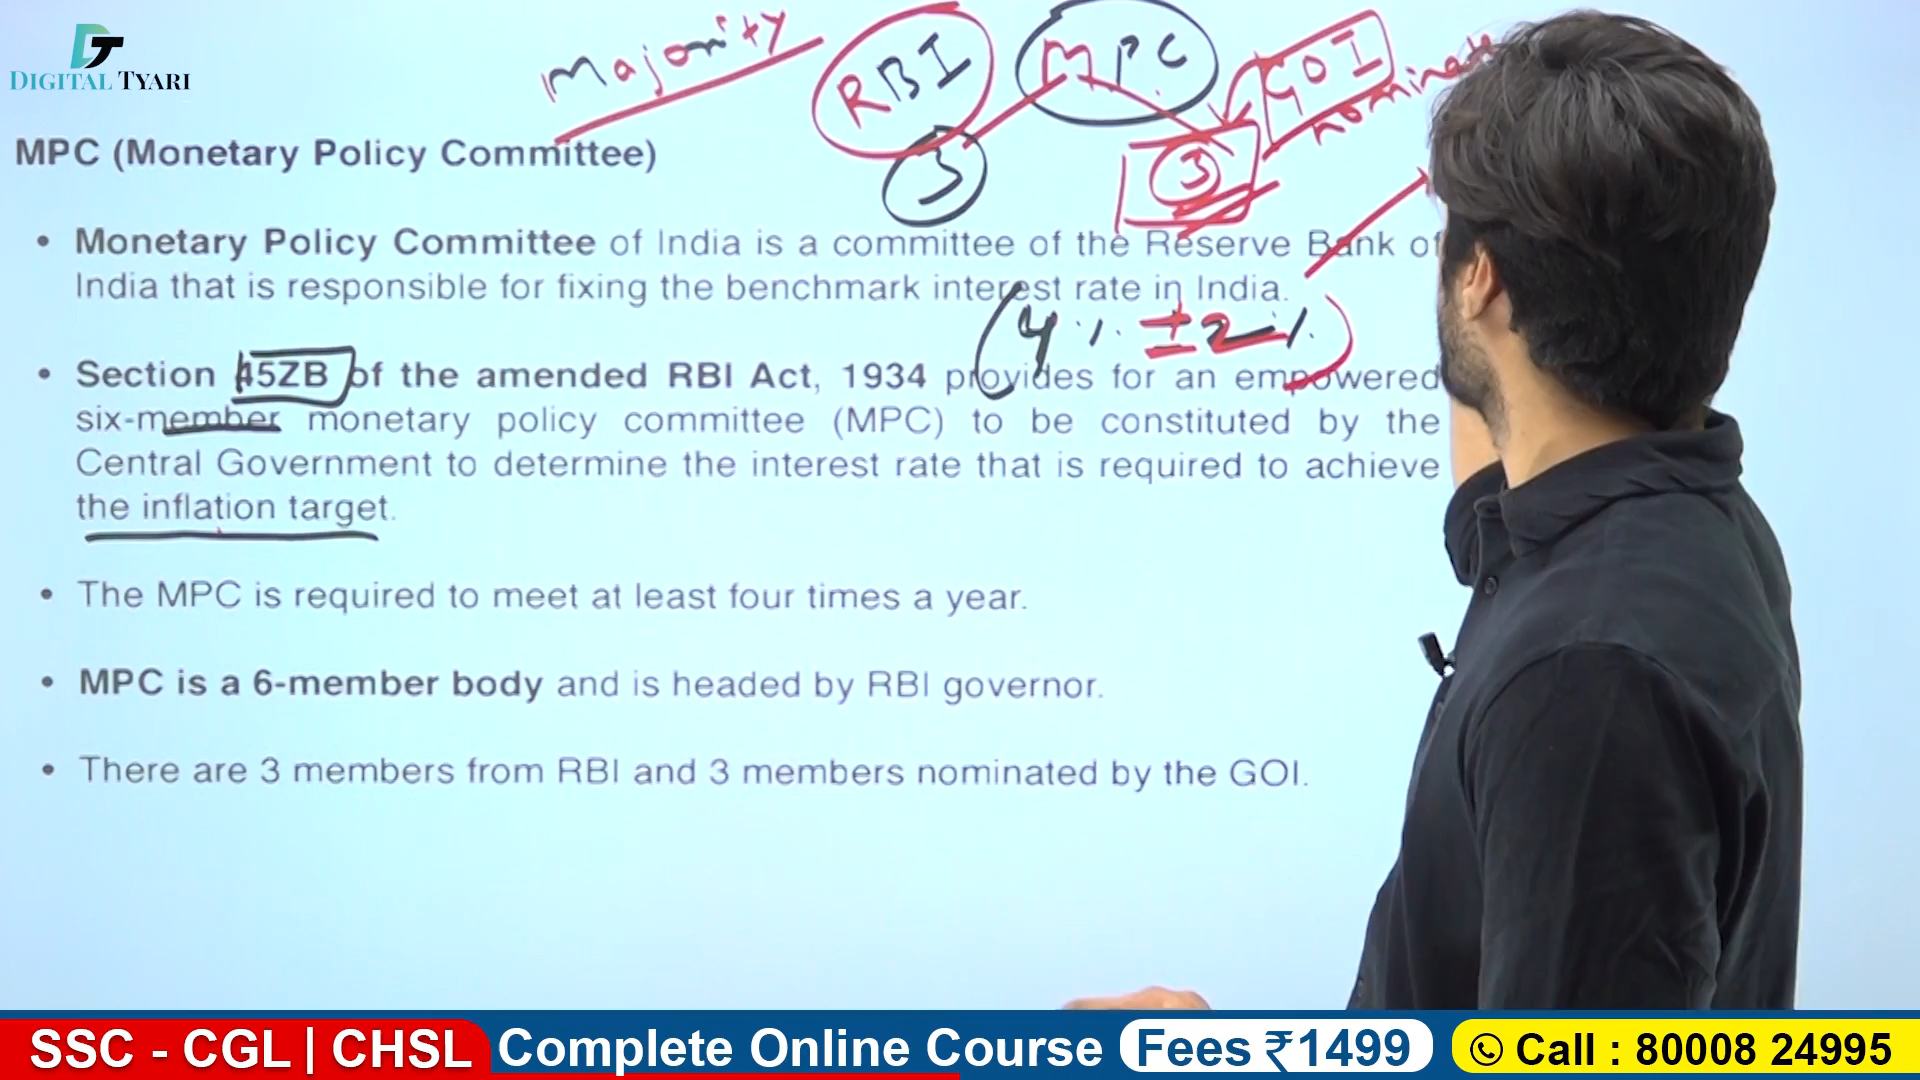 Majority
RBI
MPC
GOI
nominate
3
3
DIGITAL TYARI
MPC (Monetary Policy Committee)
• Monetary Policy Committee of India is a committee of the Reserve Bank of
India that is responsible for fixing the benchmark interest rate in India.
(4% ±2%)
• Section 45ZB of the amended RBI Act, 1934 provides for an empowered
six-member monetary policy committee (MPC) to be constituted by the
Central Government to determine the interest rate that is required to achieve
the inflation target.
• The MPC is required to meet at least four times a year.
• MPC is a 6-member body and is headed by RBI governor.
• There are 3 members from RBI and 3 members nominated by the GOI.
SSC - CGL | CHSL Complete Online Course Fees ₹1499 Call : 80008 24995